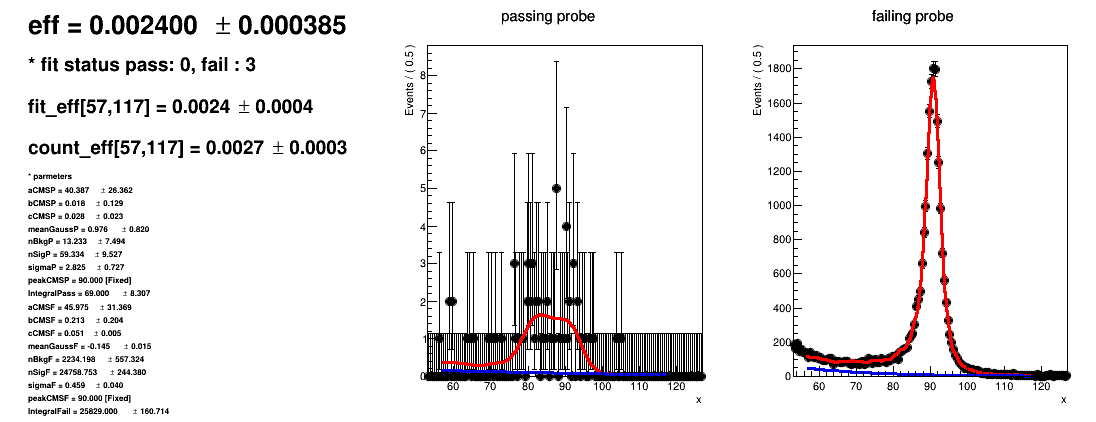 eff = 0.002400 ± 0.000385
* fit status pass: 0, fail : 3
fit_eff[57,117] = 0.0024 ± 0.0004
count_eff[57,117] = 0.0027 ± 0.0003
* parmeters
aCMSP = 40.387 ± 26.362
bCMSP = 0.018 ± 0.129
cCMSP = 0.028 ± 0.023
meanGaussP = 0.976 ± 0.820
nBkgP = 13.233 ± 7.494
nSigP = 59.334 ± 9.527
sigmaP = 2.825 ± 0.727
peakCMSP = 90.000 [Fixed]
IntegralPass = 69.000 ± 8.307
aCMSF = 45.975 ± 31.369
bCMSF = 0.213 ± 0.204
cCMSF = 0.051 ± 0.005
meanGaussF = -0.145 ± 0.015
nBkgF = 2234.198 ± 557.324
nSigF = 24758.753 ± 244.380
sigmaF = 0.459 ± 0.040
peakCMSF = 90.000 [Fixed]
IntegralFail = 25829.000 ± 160.714
passing probe
Events / ( 0.5 )
8
7
6
5
4
3
2
1
0
60 70 80 90 100 110 120
x
failing probe
Events / ( 0.5 )
1800
1600
1400
1200
1000
800
600
400
200
0
60 70 80 90 100 110 120
x